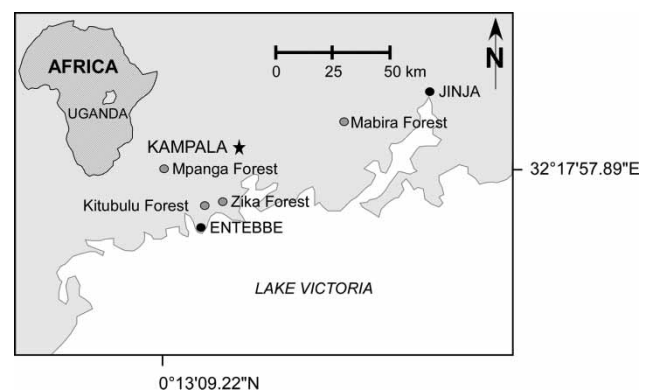 AFRICA
UGANDA
0 25 50 km
N
JINJA
Mabira Forest
KAMPALA
Mpanga Forest
32°17'57.89"E
Kitubulu Forest
Zika Forest
ENTEBBE
LAKE VICTORIA
0°13'09.22"N